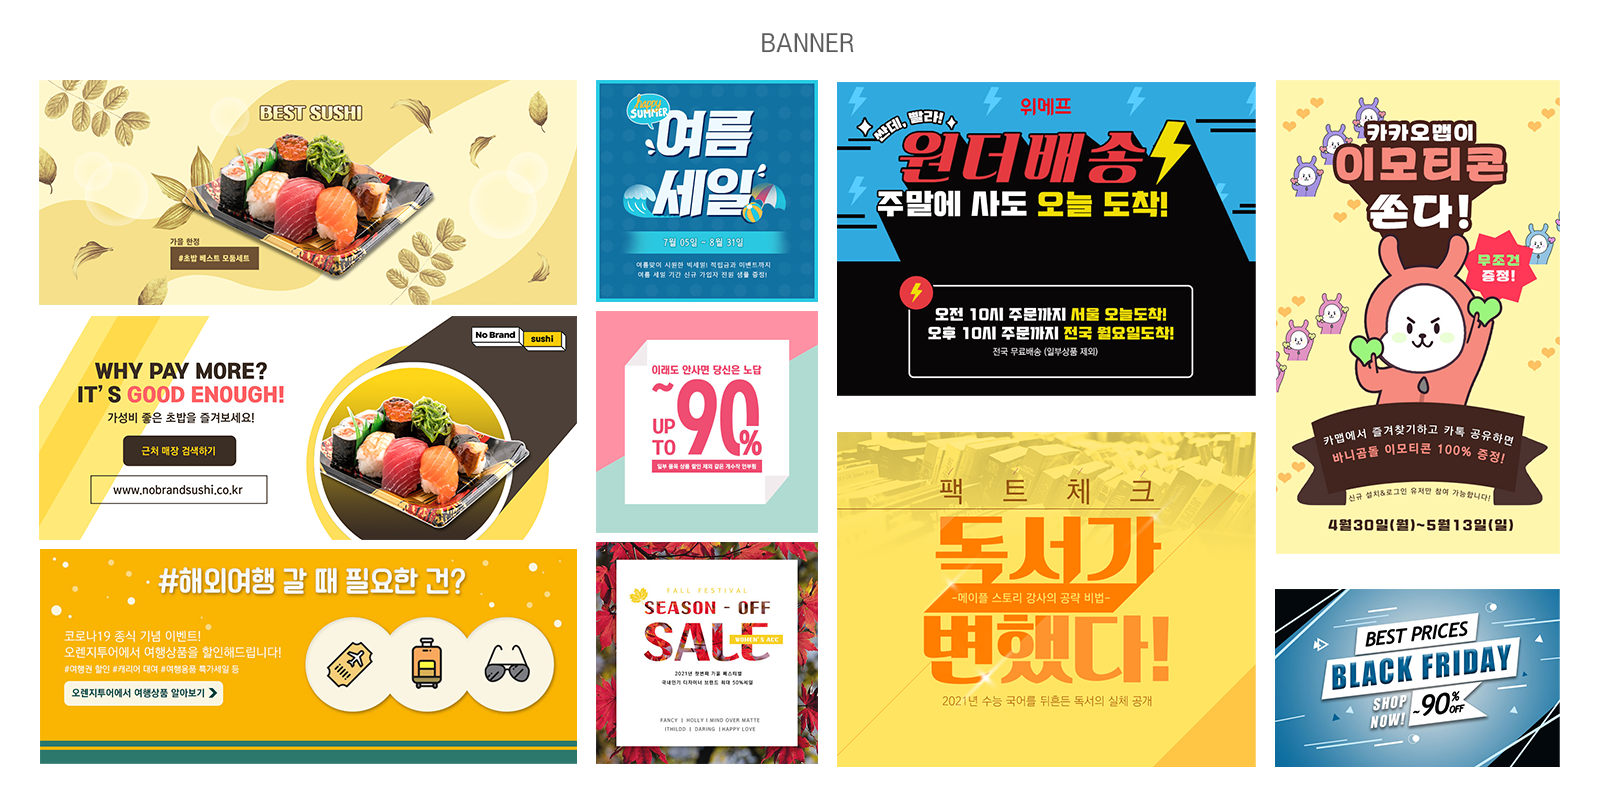 BANNER
BEST SUSHI
가을 한정
#초밥 베스트 모둠세트
No Brand
sushi
WHY PAY MORE?
IT'S GOOD ENOUGH!
가성비 좋은 초밥을 즐겨보세요!
근처 매장 검색하기
www.nobrandsushi.co.kr
#해외여행 갈 때 필요한 건?
코로나19 종식 기념 이벤트!
오렌지투어에서 여행상품을 할인해드립니다!
#여행권 할인 #캐리어 대여 #여행용품 특가세일 등
오렌지투어에서 여행상품 알아보기
happy
SUMMER
여름
세일
7월 05일 ~ 8월 31일
여름맞이 시원한 빅세일! 적립금과 이벤트까지
여름 세일 기간 신규 가입자 전원 샘플 증정!
이래도 안사면 당신은 노답
UP TO ~90%
일부 품목 상품 할인 제외 같은 개수작 안부림
FALL FESTIVAL
SEASON - OFF
SALE
WOMEN'S ACC
2021년 첫번째 가을 페스티벌
국내인기 디자이너 브랜드 최대 50%세일
FANCY | HOLLY I MIND OVER MATTE
ITHILDD | DARING | HAPPY LOVE
위메프
싼데, 빨라!
원더배송
주말에 사도 오늘 도착!
오전 10시 주문까지 서울 오늘도착!
오후 10시 주문까지 전국 월요일도착!
전국 무료배송 (일부상품 제외)
팩트체크
독서가
-메이플 스토리 강사의 공략 비법-
변했다!
2021년 수능 국어를 뒤흔든 독서의 실체 공개
카카오맵이
이모티콘
쏜다!
무조건
증정!
카맵에서 즐겨찾기하고 카톡 공유하면
바니곰돌 이모티콘 100% 증정!
신규 설치&로그인 유저만 참여 가능합니다!
4월30일(월)~5월13일(일)
BEST PRICES
BLACK FRIDAY
SHOP NOW!
~90% OFF